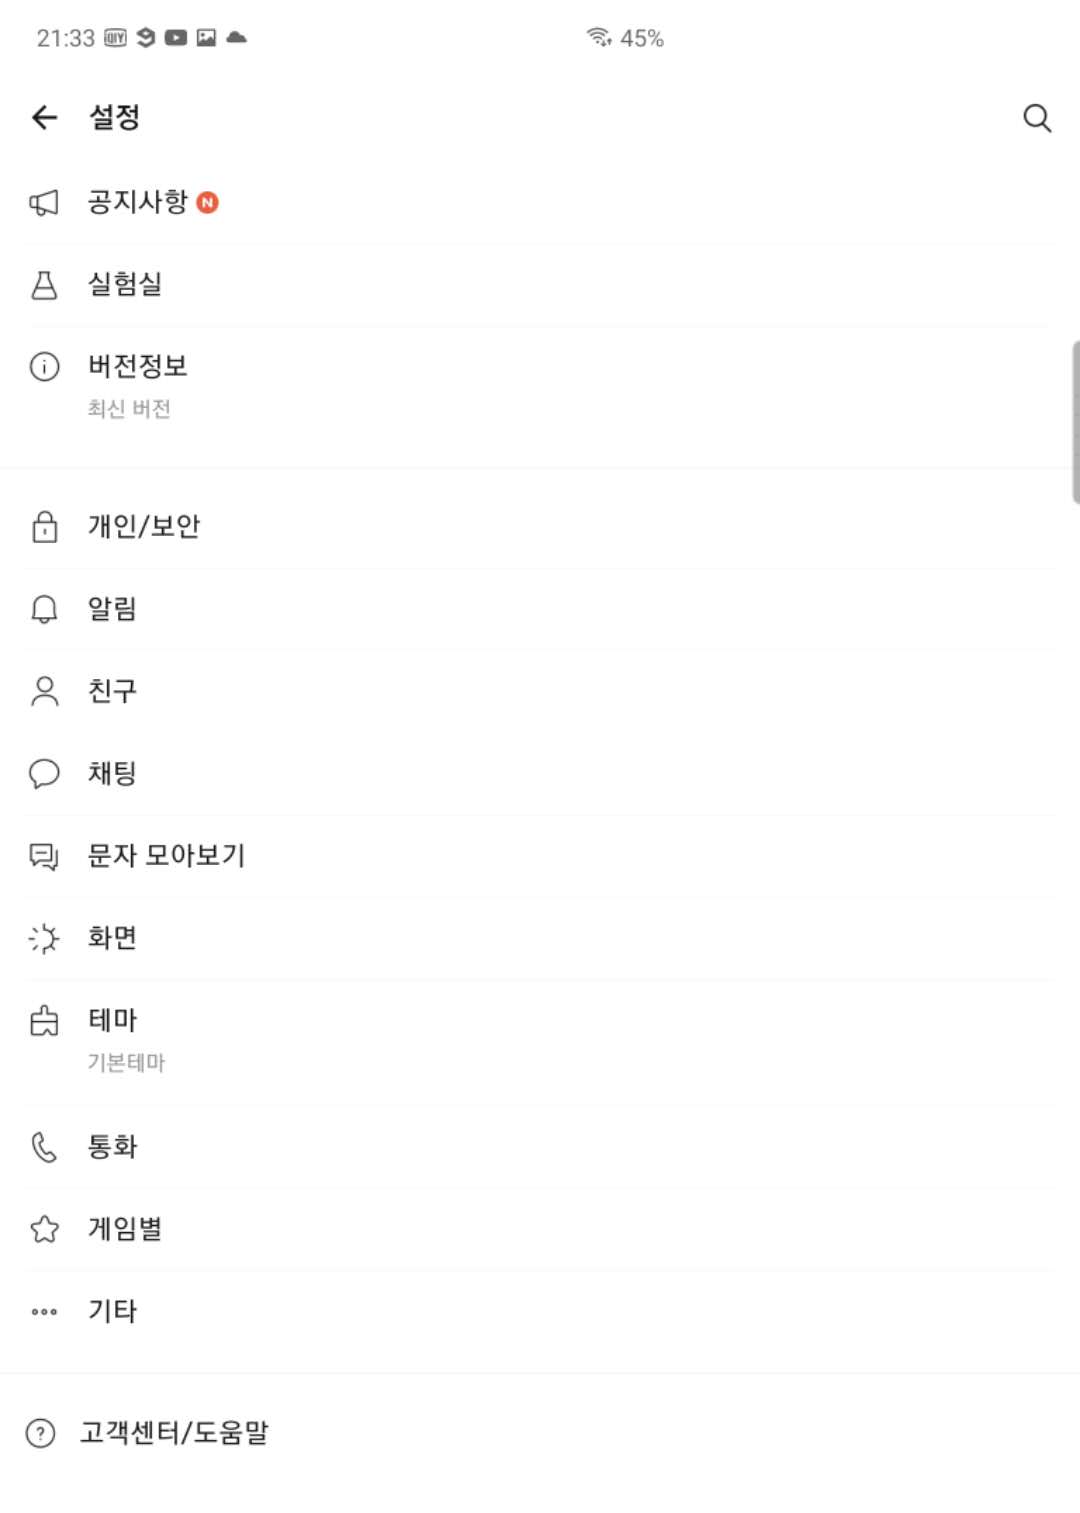 21:33 QIY 45%
설정
공지사항 N
실험실
버전정보
최신 버전
개인/보안
알림
친구
채팅
문자 모아보기
화면
테마
기본테마
통화
게임별
기타
고객센터/도움말